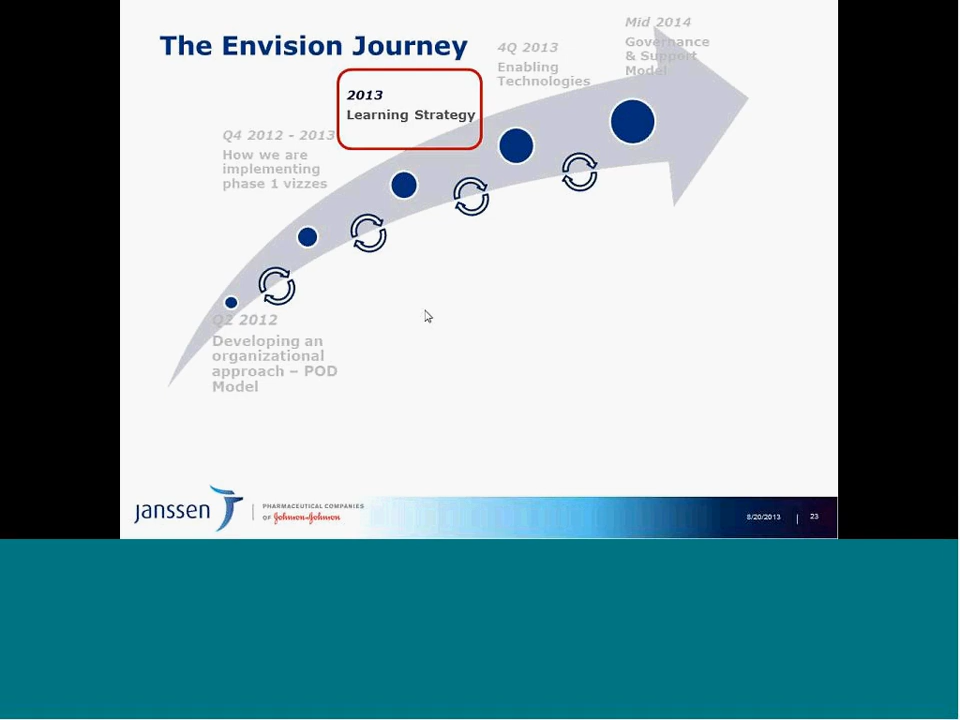 The Envision Journey
Mid 2014
Governance
& Support
Model
4Q 2013
Enabling
Technologies
2013
Learning Strategy
Q4 2012 - 2013
How we are
implementing
phase 1 vizzes
Q2 2012
Developing an
organizational
approach – POD
Model
janssen
PHARMACEUTICAL COMPANIES
OF Johnson & Johnson
8/20/2013 | 23